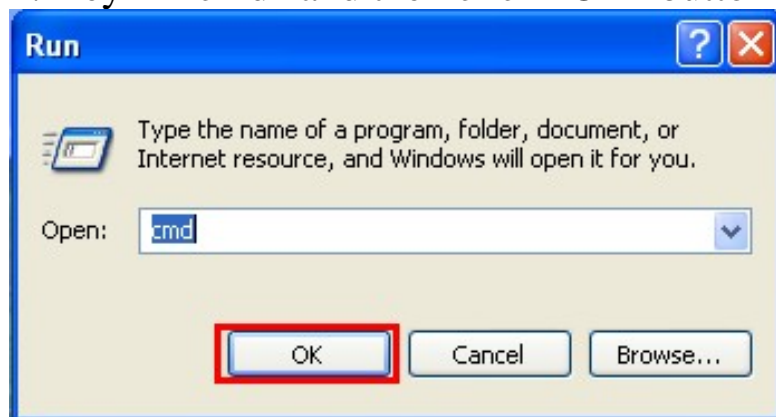 Run
Type the name of a program, folder, document, or
Internet resource, and Windows will open it for you.
Open: cmd
OK Cancel Browse...